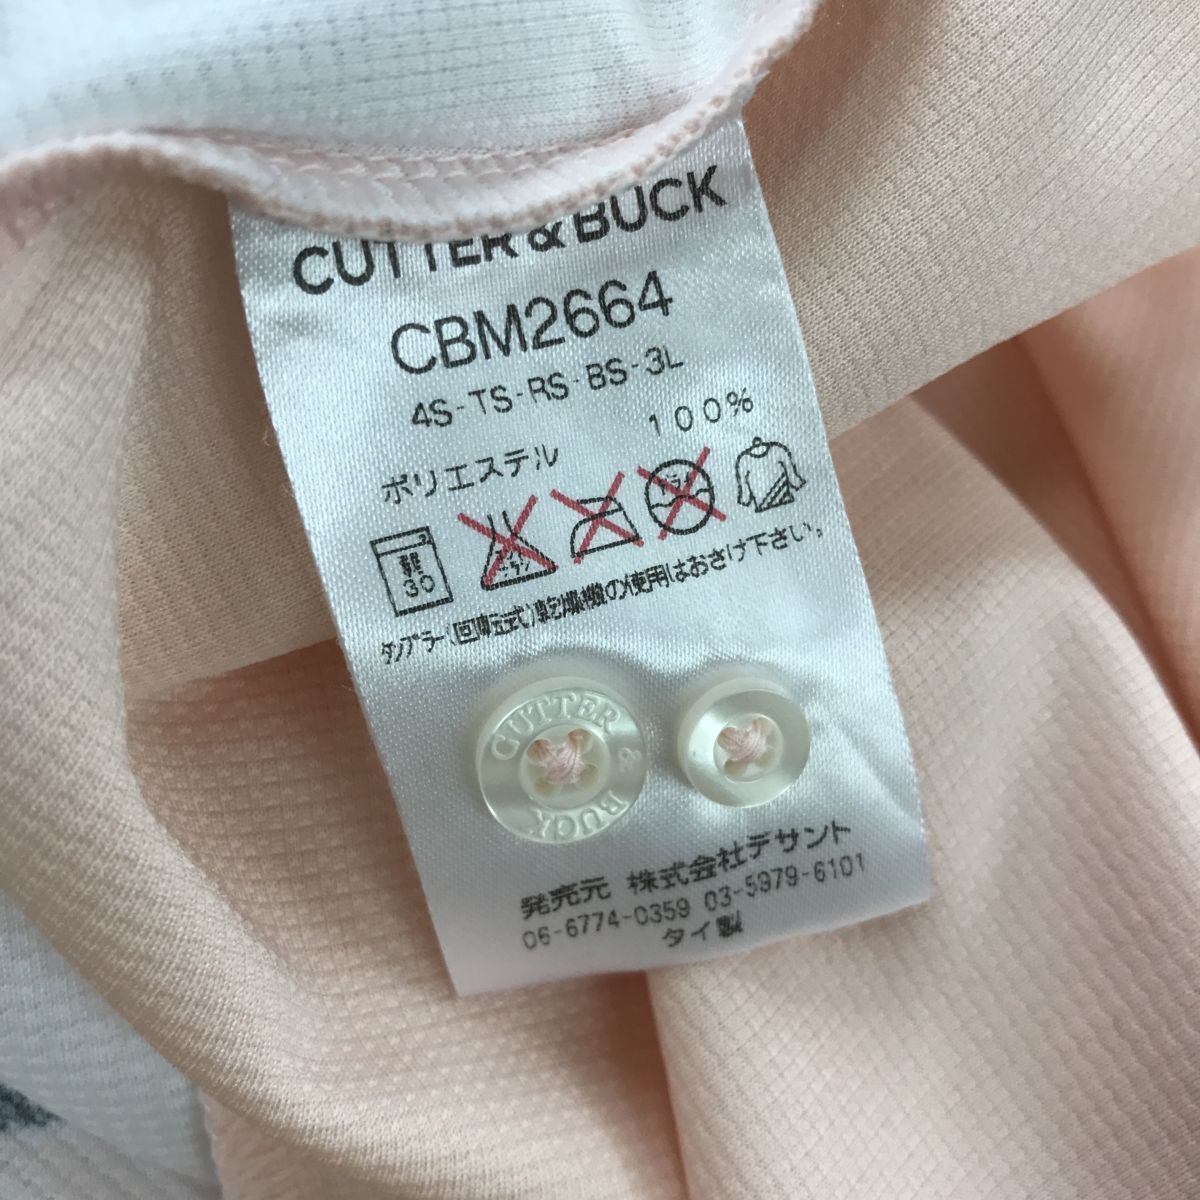 CUTTER & BUCK
CBM2664
4S-TS-RS-BS-3L
100%
ポリエステル
軽
30
タンブラー(回転式)乾燥機の使用はおさけ下さい。
CUTTER & BUCK
発売元 株式会社デサント
06-6774-0359 03-5979-6101
タイ製